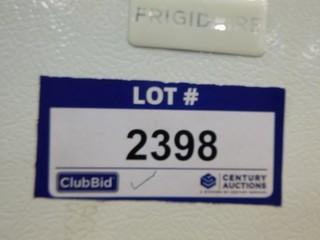 FRIGIDAIRE
LOT #
2398
ClubBid
CENTURY
AUCTIONS